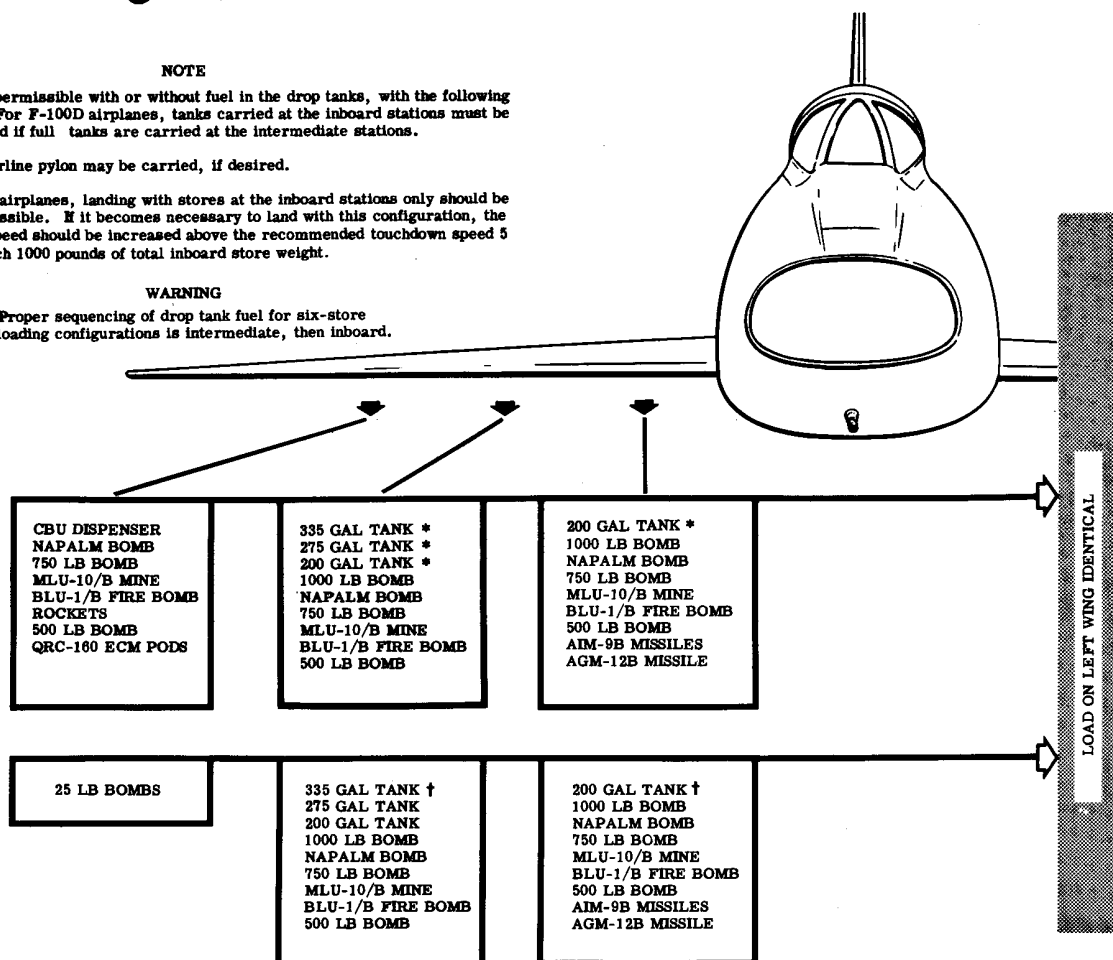 NOTE
permissible with or without fuel in the drop tanks, with the following
For F-100D airplanes, tanks carried at the inboard stations must be
if full tanks are carried at the intermediate stations.
pylon may be carried, if desired.
airplanes, landing with stores at the inboard stations only should be
If it becomes necessary to land with this configuration, the
should be increased above the recommended touchdown speed 5
1000 pounds of total inboard store weight.
WARNING
Proper sequencing of drop tank fuel for six-store
loading configurations is intermediate, then inboard.
CBU DISPENSER
NAPALM BOMB
750 LB BOMB
MLU-10/B MINE
BLU-1/B FIRE BOMB
ROCKETS
500 LB BOMB
QRC-160 ECM PODS
335 GAL TANK *
275 GAL TANK *
200 GAL TANK *
1000 LB BOMB
NAPALM BOMB
750 LB BOMB
MLU-10/B MINE
BLU-1/B FIRE BOMB
500 LB BOMB
200 GAL TANK *
1000 LB BOMB
NAPALM BOMB
750 LB BOMB
MLU-10/B MINE
BLU-1/B FIRE BOMB
500 LB BOMB
AIM-9B MISSILES
AGM-12B MISSILE
LOAD ON LEFT WING IDENTICAL
25 LB BOMBS
335 GAL TANK †
275 GAL TANK
200 GAL TANK
1000 LB BOMB
NAPALM BOMB
750 LB BOMB
MLU-10/B MINE
BLU-1/B FIRE BOMB
500 LB BOMB
200 GAL TANK †
1000 LB BOMB
NAPALM BOMB
750 LB BOMB
MLU-10/B MINE
BLU-1/B FIRE BOMB
500 LB BOMB
AIM-9B MISSILES
AGM-12B MISSILE